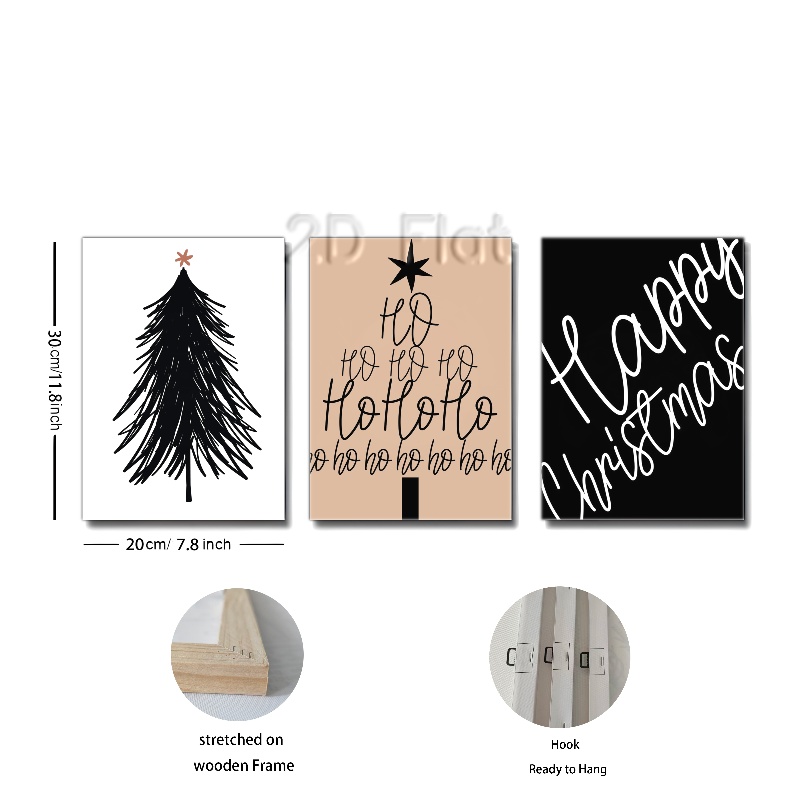 2D Flat
HO
HO HO HO
HoHoHo
ho ho ho ho ho ho ho
Happy
Christmas
30cm/11.8inch
20cm/ 7.8 inch
stretched on
wooden Frame
Hook
Ready to Hang